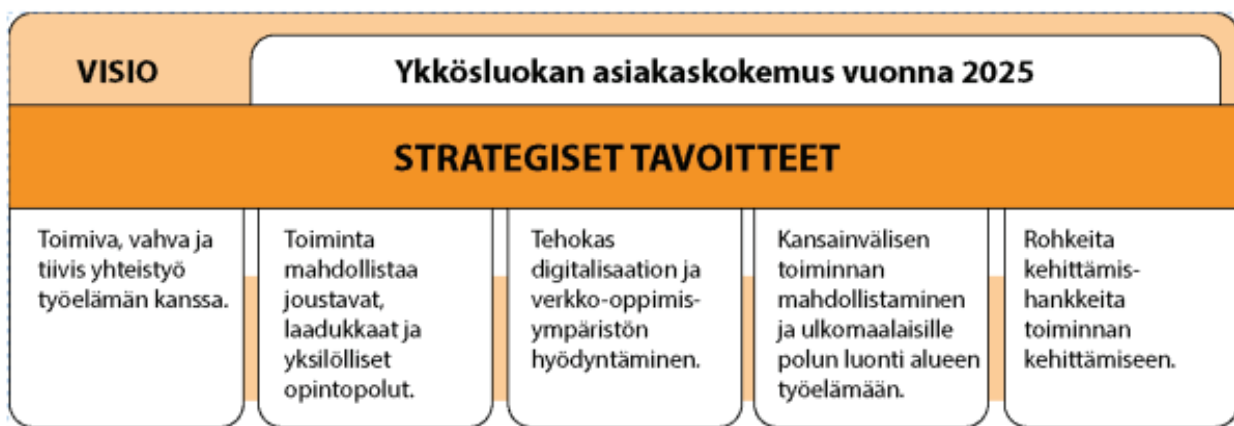 VISIO
Ykkösluokan asiakaskokemus vuonna 2025
STRATEGISET TAVOITTEET
Toimiva, vahva ja
tiivis yhteistyö
työelämän kanssa.
Toiminta
mahdollistaa
joustavat,
laadukkaat ja
yksilölliset
opintopolut.
Tehokas
digitalisaation ja
verkko-oppimis-
ympäristön
hyödyntäminen.
Kansainvälisen
toiminnan
mahdollistaminen
ja ulkomaalaisille
polun luonti alueen
työelämään.
Rohkeita
kehittämis-
hankkeita
toiminnan
kehittämiseen.